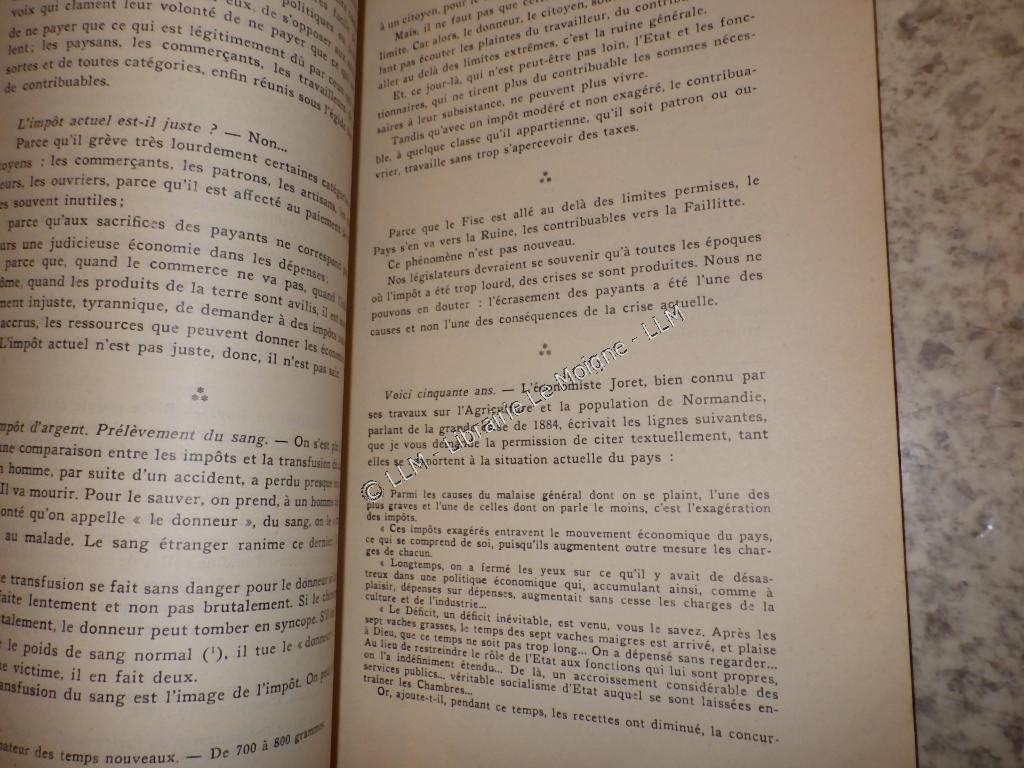 politiques
eux, de s'opposer aux
voix qui clament leur volonté de ne payer que ce qui
de ne payer que ce qui est légitimement dû par
lent; les paysans, les commerçants, les travailleurs
sortes et de toutes catégories, enfin réunis sous l'égide
de contribuables.
L'impôt actuel est-il juste ? — Non...
Parce qu'il grève très lourdement certaines
: les commerçants, les patrons, les artisans,
les ouvriers, parce qu'il est affecté au paiement
souvent inutiles;
parce qu'aux sacrifices des payants ne correspond
une judicieuse économie dans les dépenses;
parce que, quand le commerce ne va pas, quand
quand les produits de la terre sont avilis, il est
injuste, tyrannique, de demander à des impôts
accrus, les ressources que peuvent donner les
L'impôt actuel n'est pas juste, donc, il n'est pas sain.
d'argent. Prélèvement du sang. — On s'est
comparaison entre les impôts et la transfusion
homme, par suite d'un accident, a perdu presque
Il va mourir. Pour le sauver, on prend, à un homme
qu'on appelle « le donneur », du sang, on le
au malade. Le sang étranger ranime ce dernier
transfusion se fait sans danger pour le donneur
lentement et non pas brutalement. Si le
le donneur peut tomber en syncope. S'il
le poids de sang normal (¹), il tue le « donneur
victime, il en fait deux.
du sang est l'image de l'impôt. On
des temps nouveaux. — De 700 à 800 grammes.
à un citoyen, pour le
Mais, il ne faut pas que cette
limite. Car alors, le donneur, le citoyen,
lant pas écouter les plaintes du travailleur, du
aller au delà des limites extrêmes, c'est la ruine générale.
Et, ce jour-là, qui n'est peut-être pas loin, l'Etat et les fonc-
tionnaires, qui ne tirent plus du contribuable les sommes néces-
saires à leur subsistance, ne peuvent plus vivre.
Tandis qu'avec un impôt modéré et non exagéré, le contribua-
ble, à quelque classe qu'il appartienne, qu'il soit patron ou ou-
vrier, travaille sans trop s'apercevoir des taxes.
Parce que le Fisc est allé au delà des limites permises, le
Pays s'en va vers la Ruine, les contribuables vers la Faillitte.
Ce phénomène n'est pas nouveau.
Nos législateurs devraient se souvenir qu'à toutes les époques
où l'impôt a été trop lourd, des crises se sont produites. Nous ne
pouvons en douter : l'écrasement des payants a été l'une des
causes et non l'une des conséquences de la crise actuelle.
Voici cinquante ans. — L'économiste Joret, bien connu par
ses travaux sur l'Agriculture et la population de Normandie,
parlant de la grande crise de 1884, écrivait les lignes suivantes,
que je vous demande la permission de citer textuellement, tant
elles se rapportent à la situation actuelle du pays :
« Parmi les causes du malaise général dont on se plaint, l'une des
plus graves et l'une de celles dont on parle le moins, c'est l'exagération
des impôts.
« Ces impôts exagérés entravent le mouvement économique du pays,
ce qui se comprend de soi, puisqu'ils augmentent outre mesure les char-
ges de chacun.
« Longtemps, on a fermé les yeux sur ce qu'il y avait de désas-
treux dans une politique économique qui, accumulant ainsi, comme à
plaisir, dépenses sur dépenses, augmentait sans cesse les charges de la
culture et de l'industrie...
« Le Déficit, un déficit inévitable, est venu, vous le savez. Après les
sept vaches grasses, le temps des sept vaches maigres est arrivé, et plaise
à Dieu, que ce temps ne soit pas trop long... On a dépensé sans regarder...
Au lieu de restreindre le rôle de l'Etat aux fonctions qui lui sont propres,
on l'a indéfiniment étendu... De là, un accroissement considérable des
services publics... véritable socialisme d'Etat auquel se sont laissées en-
traîner les Chambres...
Or, ajoute-t-il, pendant ce temps, les recettes ont diminué, la concur-
© LLM - Librairie Le Moigne - LLM